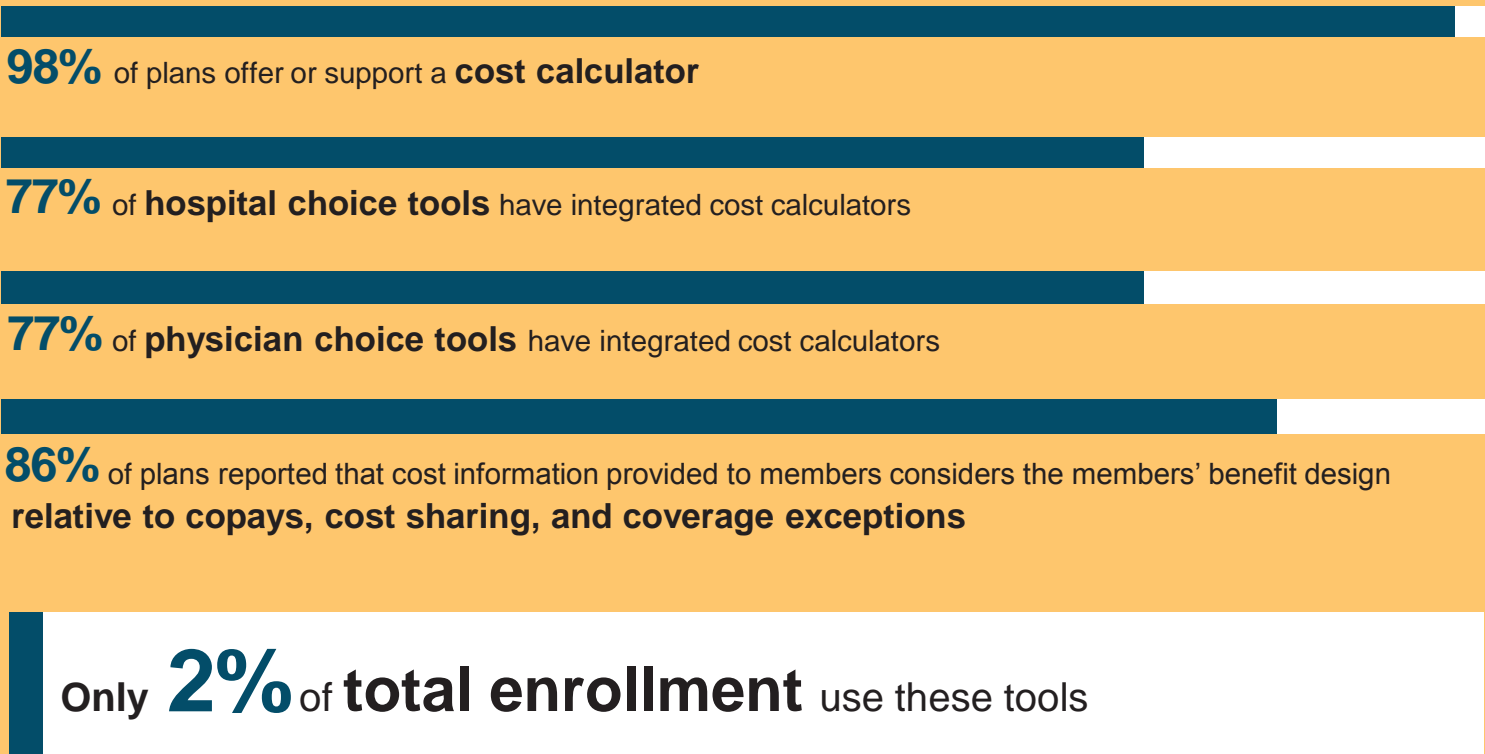 98% of plans offer or support a cost calculator
77% of hospital choice tools have integrated cost calculators
77% of physician choice tools have integrated cost calculators
86% of plans reported that cost information provided to members considers the members’ benefit design
relative to copays, cost sharing, and coverage exceptions
Only 2% of total enrollment use these tools